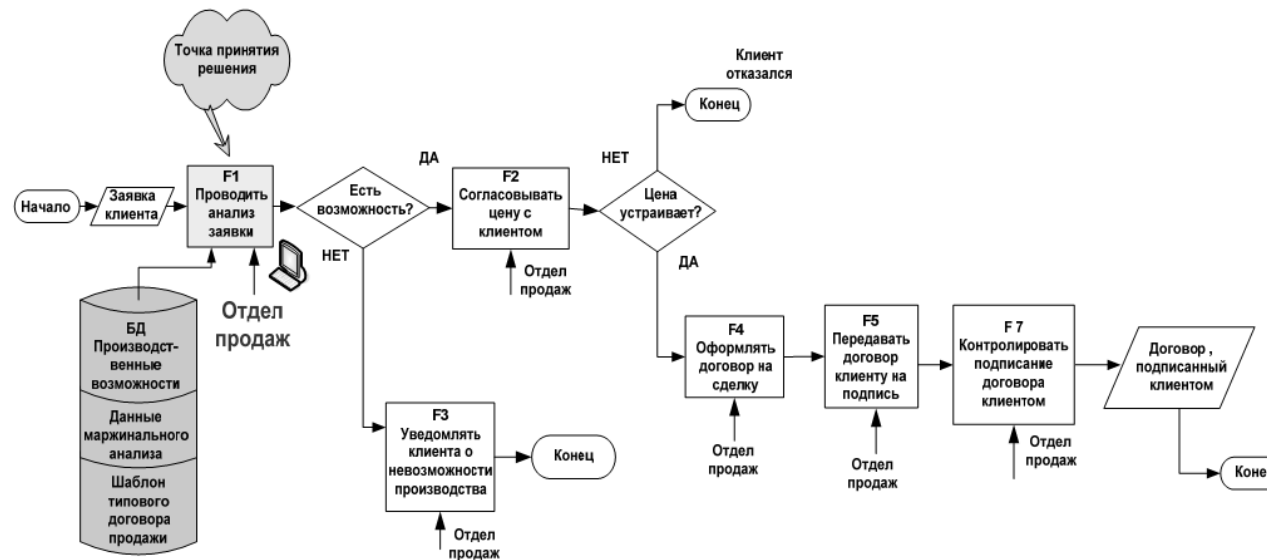 Точка принятия
решения
Клиент
отказался
Конец
НЕТ
ДА
Начало
Заявка
клиента
F1
Проводить
анализ
заявки
Есть
возможность?
F2
Согласовывать
цену с
клиентом
Цена
устраивает?
НЕТ
ДА
Отдел
продаж
Отдел
продаж
БД
Производст-
венные
возможности
Данные
маржинального
анализа
Шаблон
типового
договора
продажи
F4
Оформлять
договор на
сделку
F5
Передавать
договор
клиенту на
подпись
F 7
Контролировать
подписание
договора
клиентом
Договор ,
подписанный
клиентом
F3
Уведомлять
клиента о
невозможности
производства
Конец
Отдел
продаж
Отдел
продаж
Отдел
продаж
Отдел
продаж
Коне